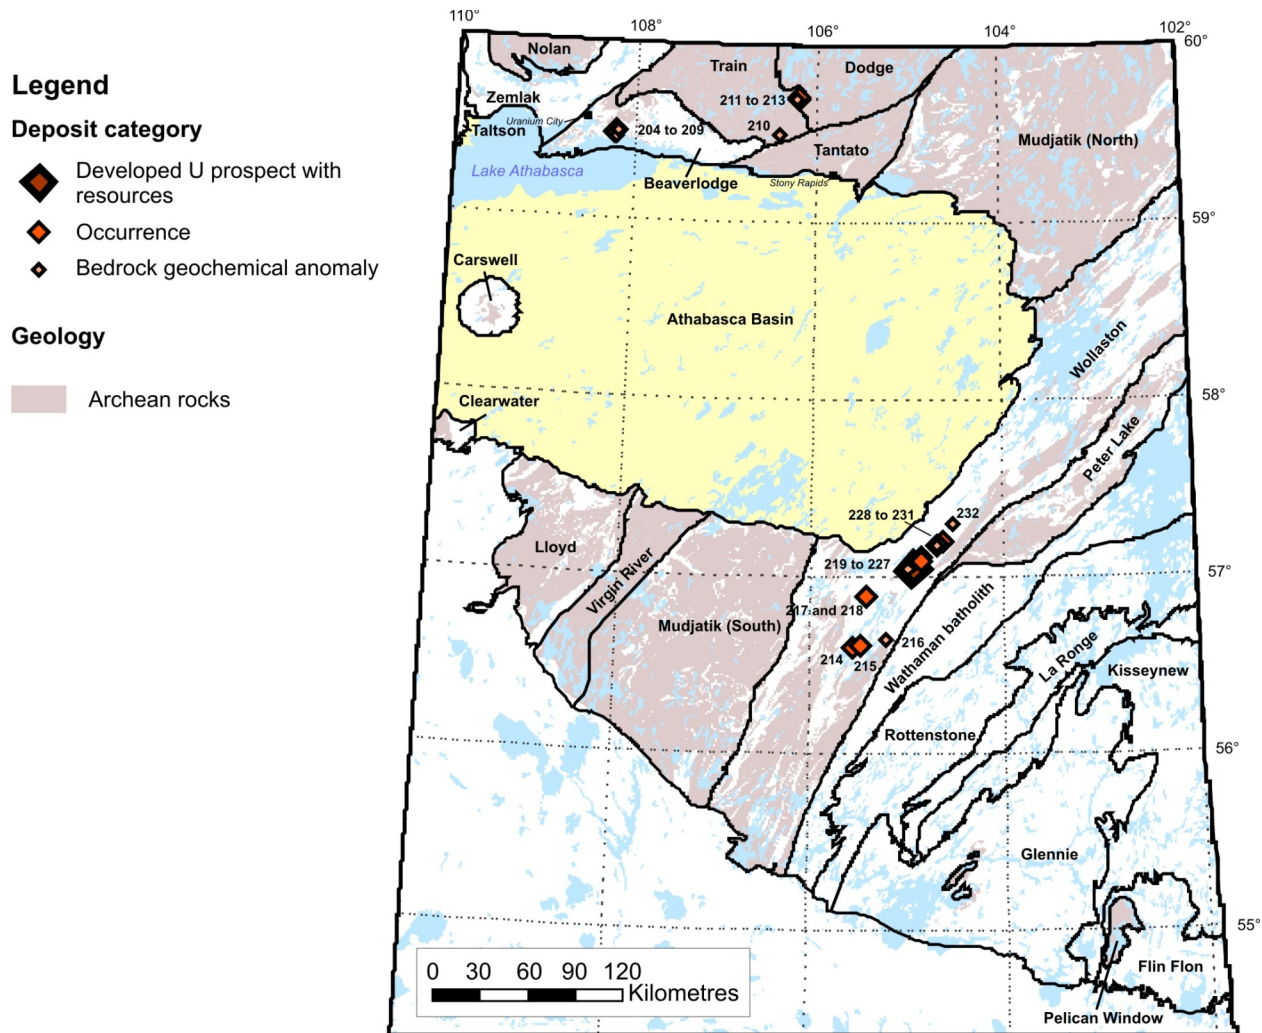 110°
108°
106°
104°
102°
60°
Legend
Deposit category
Developed U prospect with
resources
Occurrence
Bedrock geochemical anomaly
Geology
Archean rocks
Nolan
Train
Dodge
Zemlak
211 to 213
Uranium City
Taltson
204 to 209
210
Mudjatik (North)
Tantato
Lake Athabasca
Beaverlodge
Stony Rapids
59°
Carswell
Athabasca Basin
Wollaston
58°
Clearwater
Peter Lake
228 to 231
232
Lloyd
219 to 227
57°
Virgin River
217 and 218
Mudjatik (South)
Wathaman batholith
216
214
215
La Ronge
Kisseynew
Rottenstone
56°
Glennie
55°
Flin Flon
0 30 60 90 120
Kilometres
Pelican Window